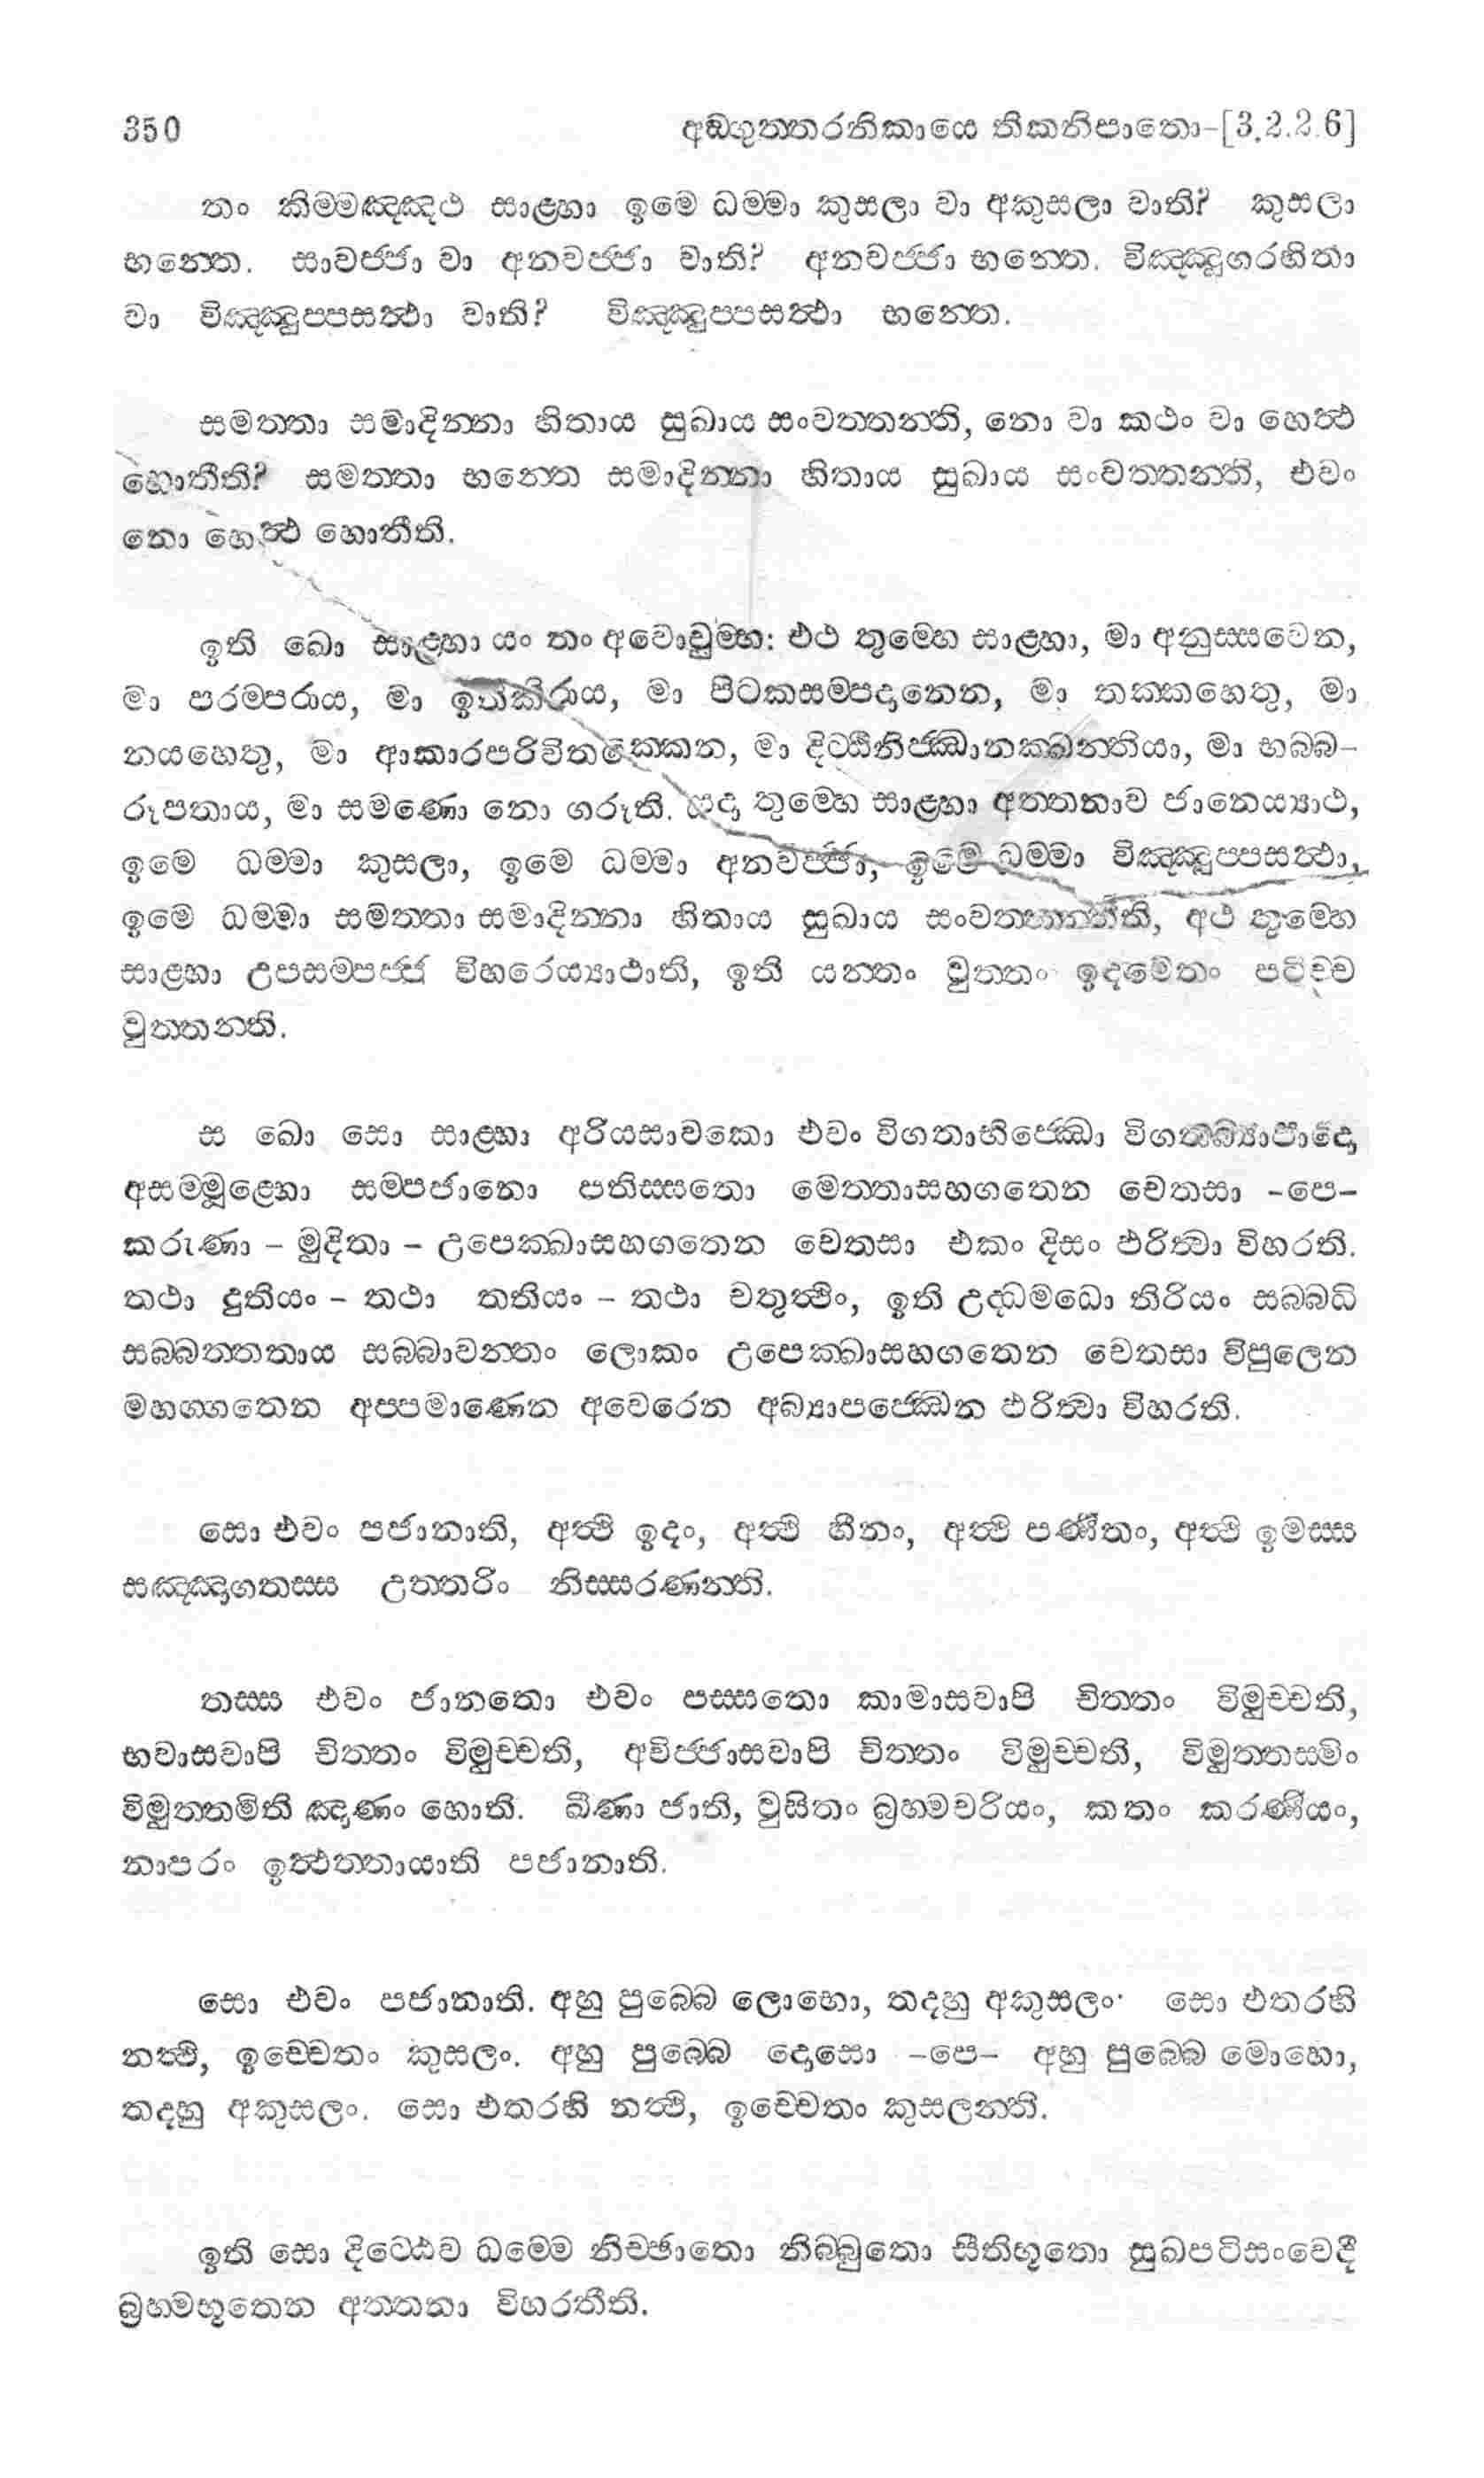 350 අඞ්ගුත්තරනිකායෙ තිකනිපාතො-[3.2.2.6]
තං කිම්මඤ්ඤථ සාළ්හා ඉමෙ ධම්මා කුසලා වා අකුසලා වාති? කුසලා
භන්තෙ. සාවජ්ජා වා අනවජ්ජා වාති? අනවජ්ජා භන්තෙ. විඤ්ඤූගරහිතා
වා විඤ්ඤුප්පසත්ථා වාති? විඤ්ඤුප්පසත්ථා භන්තෙ.
සමත්තා සමාදින්නා හිතාය සුඛාය සංවත්තන්ති, නො වා කථං වා හෙත්ථ
හොතීති? සමත්තා භන්තෙ සමාදින්නා හිතාය සුඛාය සංවත්තන්ති, එවං
නො හෙත්ථ හොතීති.
ඉති ඛො සාළ්හා යං තං අවොචුම්හ: එථ තුම්හෙ සාළ්හා, මා අනුස්සවෙන,
මා පරම්පරාය, මා ඉතිකිරාය, මා පිටකසම්පදානෙන, මා තක්කහෙතු, මා
නයහෙතු, මා ආකාරපරිවිතක්කෙන, මා දිට්ඨිනිජ්ඣානක්ඛන්තියා, මා භබ්බ-
රූපතාය, මා සමණො නො ගරූති. යදා තුම්හෙ සාළ්හා අත්තනාව ජානෙය්‍යාථ,
ඉමෙ ධම්මා කුසලා, ඉමෙ ධම්මා අනවජ්ජා, ඉමෙ ධම්මා විඤ්ඤුප්පසත්ථා,
ඉමෙ ධම්මා සමත්තා සමාදින්නා හිතාය සුඛාය සංවත්තන්තීති, අථ තුම්හෙ
සාළ්හා උපසම්පජ්ජ විහරෙය්‍යාථාති, ඉති යන්තං වුත්තං ඉදමෙතං පටිච්ච
වුත්තන්ති.
ස ඛො සො සාළ්හා අරියසාවකො එවං විගතාභිජ්ඣො විගතබ්‍යාපාදො
අසම්මූළ්හො සම්පජානො පතිස්සතො මෙත්තාසහගතෙන චෙතසා -පෙ-
කරුණා - මුදිතා - උපෙක්ඛාසහගතෙන චෙතසා එකං දිසං ඵරිත්වා විහරති.
තථා දුතියං - තථා තතියං - තථා චතුත්ථිං, ඉති උද්ධමධො තිරියං සබ්බධි
සබ්බත්තතාය සබ්බාවන්තං ලොකං උපෙක්ඛාසහගතෙන චෙතසා විපුලෙන
මහග්ගතෙන අප්පමාණෙන අවෙරෙන අබ්‍යාපජ්ඣෙන ඵරිත්වා විහරති.
සො එවං පජානාති, අත්ථි ඉදං, අත්ථි හීනං, අත්ථි පණීතං, අත්ථි ඉමස්ස
සඤ්ඤාගතස්ස උත්තරිං නිස්සරණන්ති.
තස්ස එවං ජානතො එවං පස්සතො කාමාසවාපි චිත්තං විමුච්චති,
භවාසවාපි චිත්තං විමුච්චති, අවිජ්ජාසවාපි චිත්තං විමුච්චති, විමුත්තස්මිං
විමුත්තමිති ඤාණං හොති. ඛීණා ජාති, වුසිතං බ්‍රහ්මචරියං, කතං කරණීයං,
නාපරං ඉත්ථත්තායාති පජානාති.
සො එවං පජානාති. අහු පුබ්බෙ ලොභො, තදහු අකුසලං. සො එතරහි
නත්ථි, ඉච්චෙතං කුසලං. අහු පුබ්බෙ දොසො -පෙ- අහු පුබ්බෙ මොහො,
තදහු අකුසලං. සො එතරහි නත්ථි, ඉච්චෙතං කුසලන්ති.
ඉති සො දිට්ඨෙව ධම්මෙ නිච්ඡාතො නිබ්බුතො සීතිභූතො සුඛපටිසංවෙදී
බ්‍රහ්මභූතෙන අත්තනා විහරතීති.